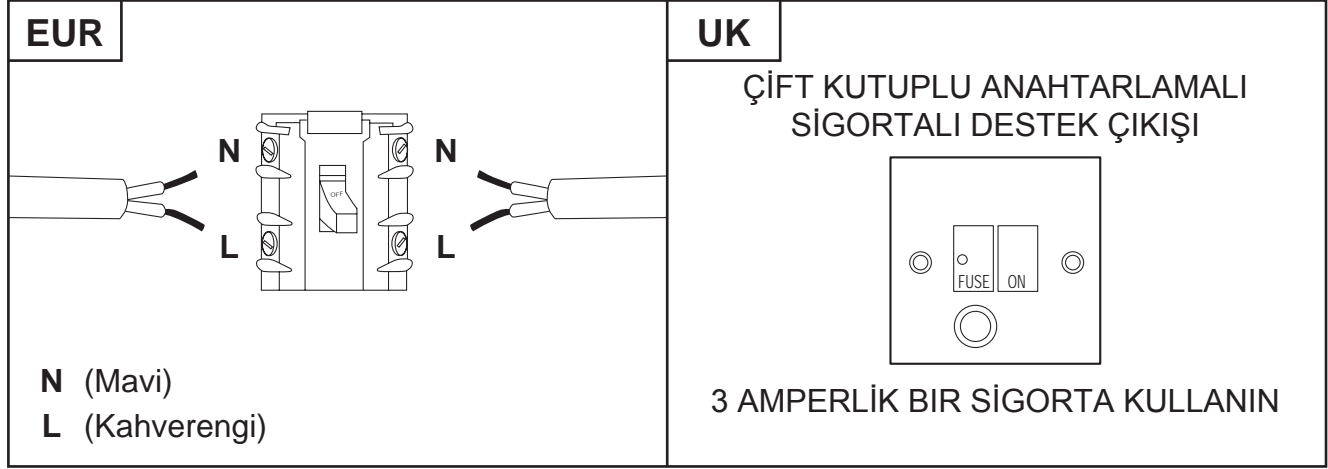 EUR
N
N
OFF
L
L
N (Mavi)
L (Kahverengi)
UK
ÇİFT KUTUPLU ANAHTARLAMALI
SİGORTALI DESTEK ÇIKIŞI
FUSE ON
3 AMPERLİK BIR SİGORTA KULLANIN